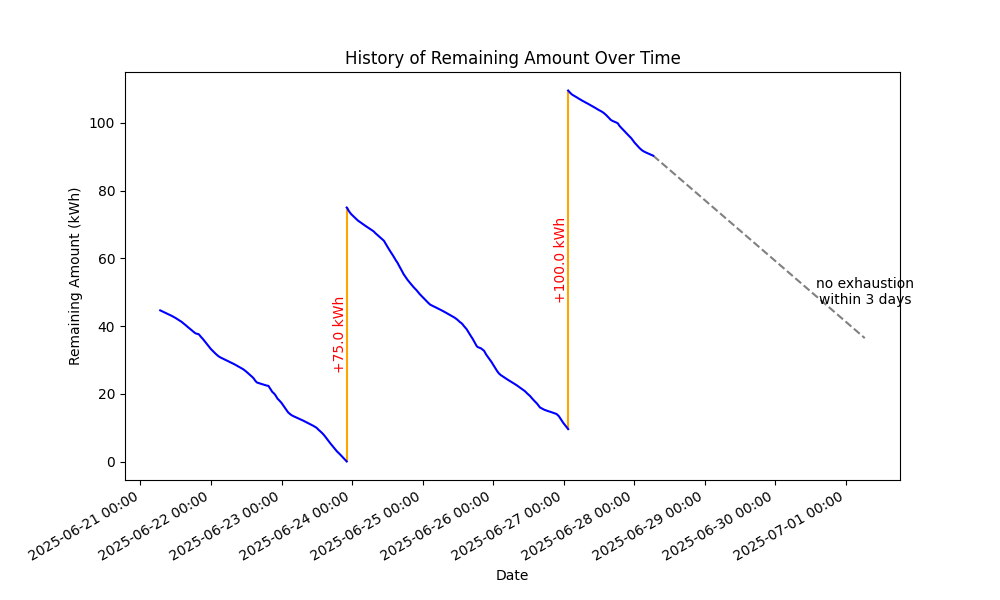 History of Remaining Amount Over Time
Remaining Amount (kWh)
100
80
60
40
20
0
+75.0 kWh
+100.0 kWh
no exhaustion
within 3 days
2025-06-21 00:00
2025-06-22 00:00
2025-06-23 00:00
2025-06-24 00:00
2025-06-25 00:00
2025-06-26 00:00
2025-06-27 00:00
2025-06-28 00:00
2025-06-29 00:00
2025-06-30 00:00
2025-07-01 00:00
Date